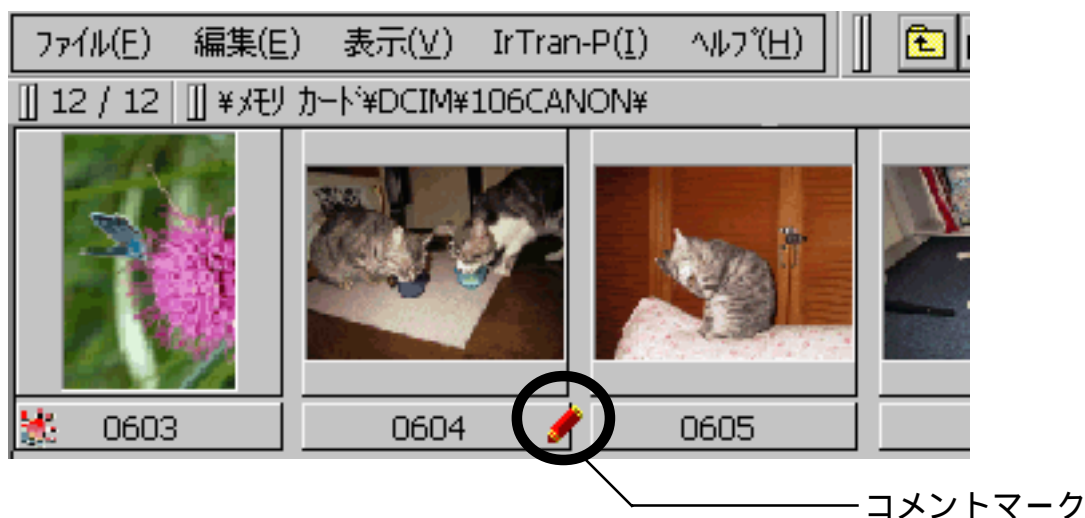 ファイル(F) 編集(E) 表示(V) IrTran-P(I) ヘルプ(H)
12 / 12 ¥メモリ カード¥DCIM¥106CANON¥
0603 0604 0605
コメントマーク